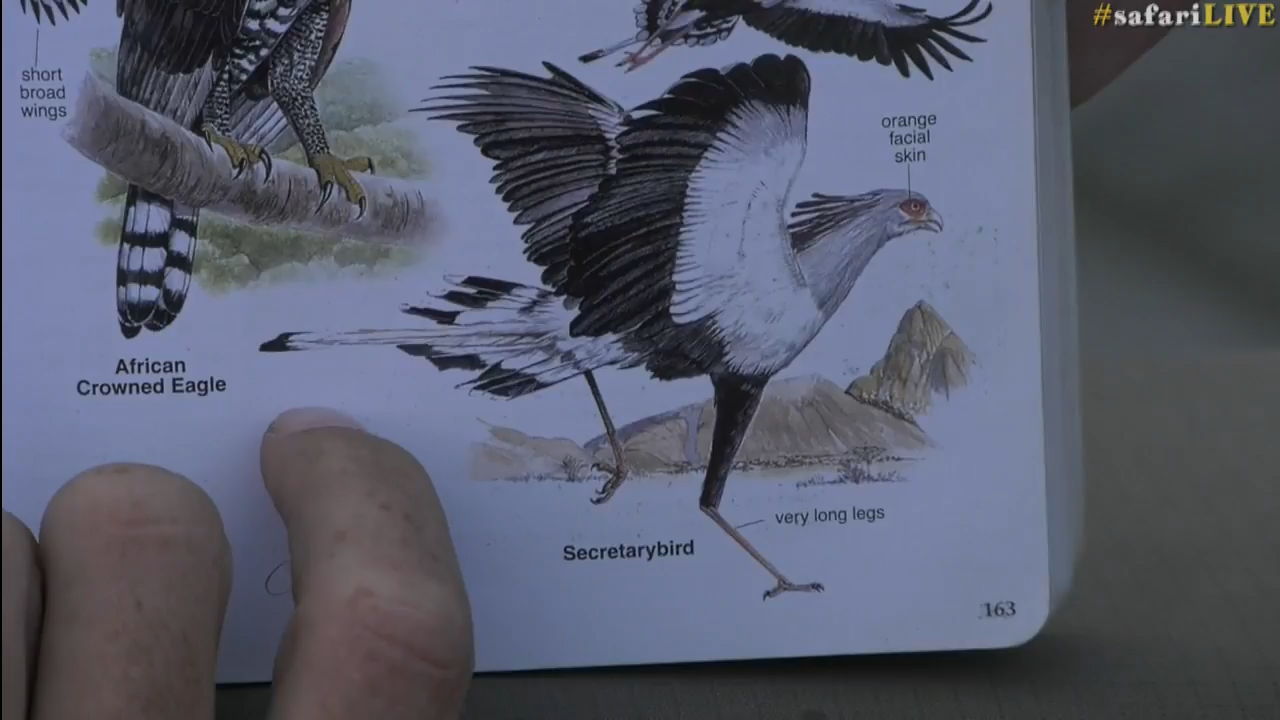 #safariLIVE
short
broad
wings
orange
facial
skin
African
Crowned Eagle
very long legs
Secretarybird
163